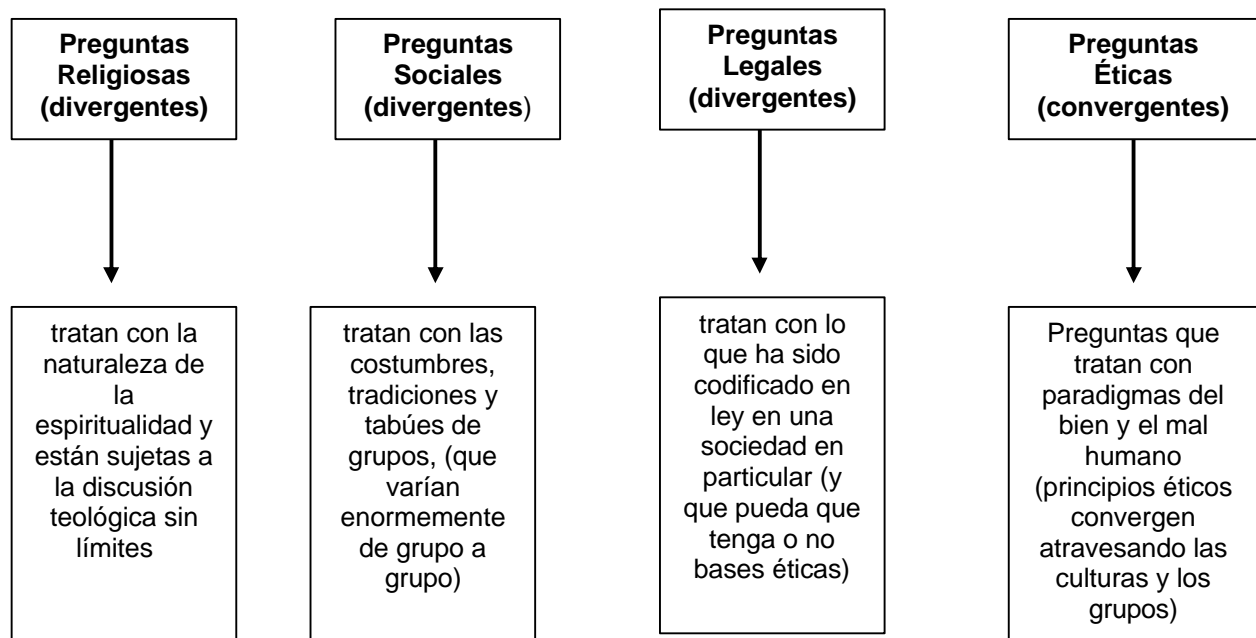 Preguntas
Religiosas
(divergentes)
Preguntas
Sociales
(divergentes)
Preguntas
Legales
(divergentes)
Preguntas
Éticas
(convergentes)
tratan con la
naturaleza de
la
espiritualidad y
están sujetas a
la discusión
teológica sin
límites
tratan con las
costumbres,
tradiciones y
tabúes de
grupos, (que
varían
enormemente
de grupo a
grupo)
tratan con lo
que ha sido
codificado en
ley en una
sociedad en
particular (y
que pueda que
tenga o no
bases éticas)
Preguntas que
tratan con
paradigmas del
bien y el mal
humano
(principios éticos
convergen
atravesando las
culturas y los
grupos)